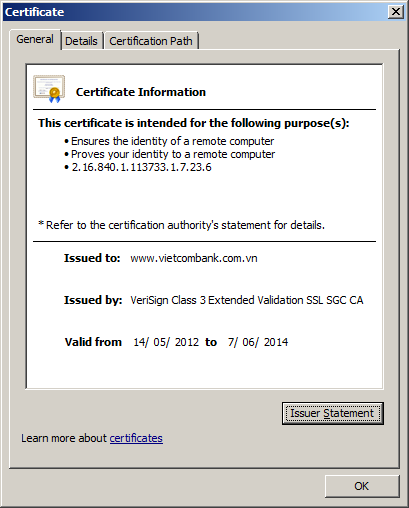 Certificate
General Details Certification Path
Certificate Information
This certificate is intended for the following purpose(s):
• Ensures the identity of a remote computer
• Proves your identity to a remote computer
• 2.16.840.1.113733.1.7.23.6
* Refer to the certification authority's statement for details.
Issued to: www.vietcombank.com.vn
Issued by: VeriSign Class 3 Extended Validation SSL SGC CA
Valid from 14/ 05/ 2012 to 7/ 06/ 2014
Issuer Statement
Learn more about certificates
OK